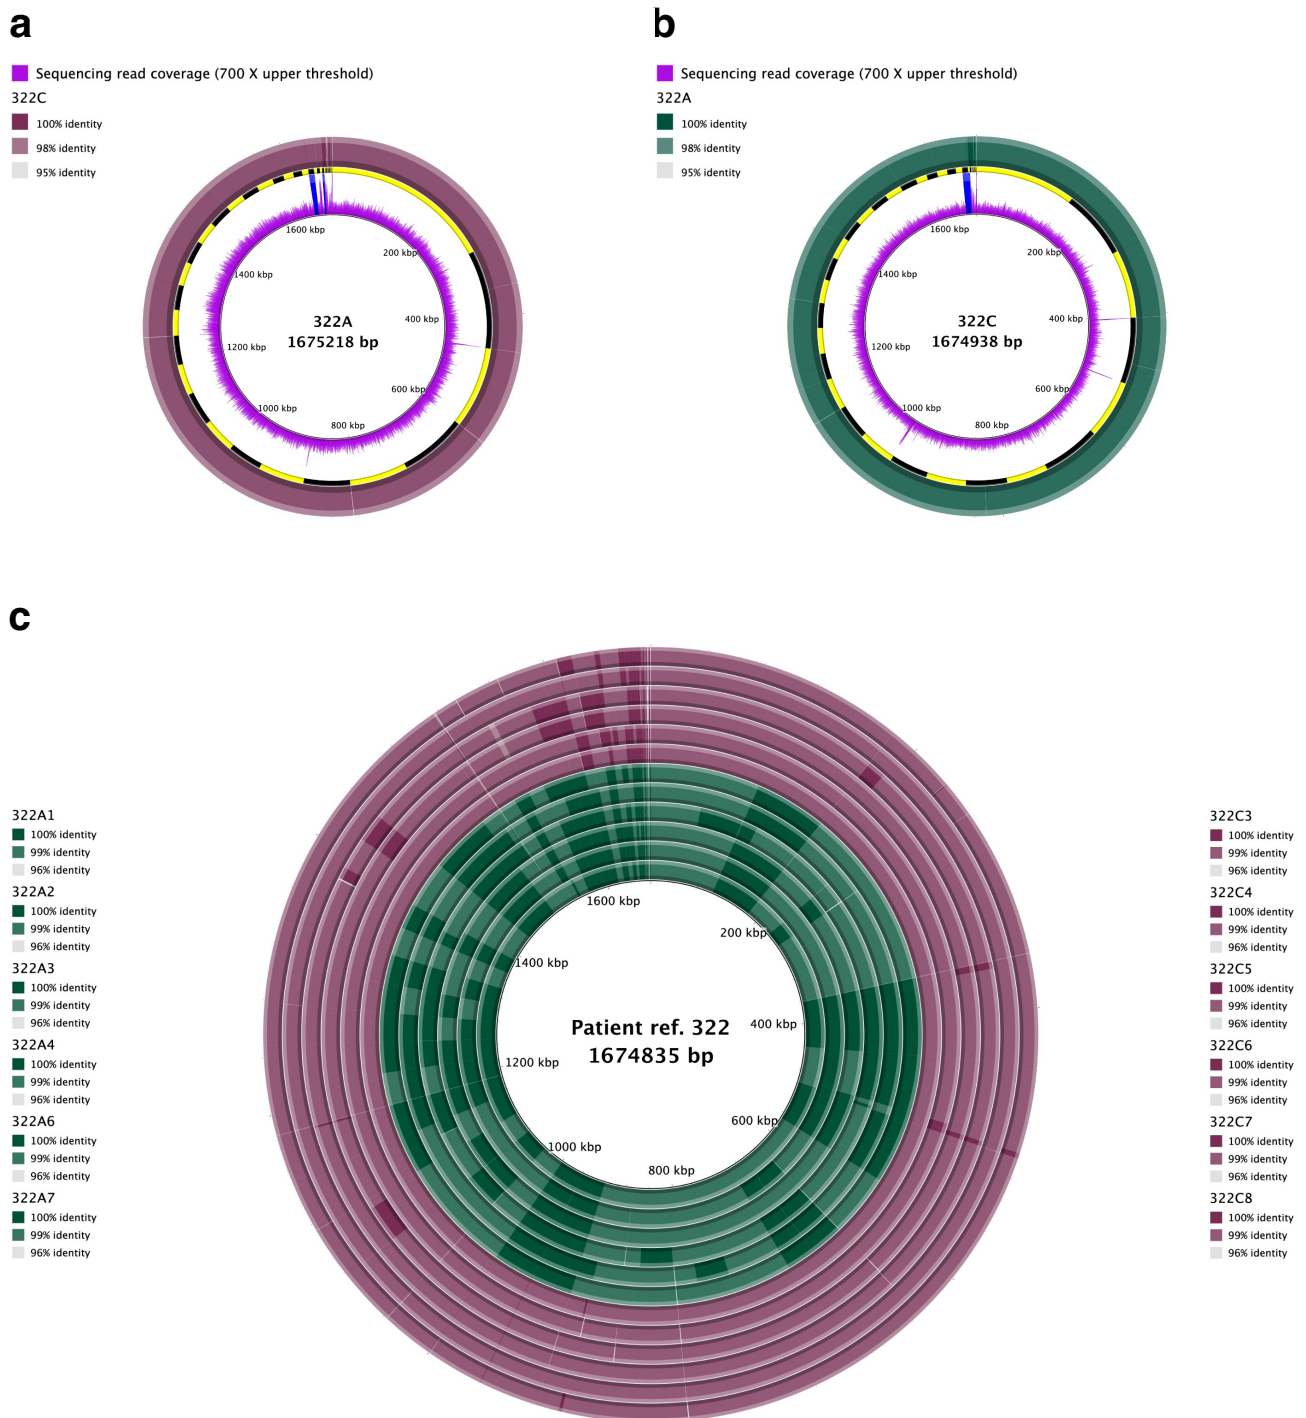 a
Sequencing read coverage (700 X upper threshold)
322C
100% identity
98% identity
95% identity
322A
1675218 bp
200 kbp
400 kbp
600 kbp
800 kbp
1000 kbp
1200 kbp
1400 kbp
1600 kbp
b
Sequencing read coverage (700 X upper threshold)
322A
100% identity
98% identity
95% identity
322C
1674938 bp
200 kbp
400 kbp
600 kbp
800 kbp
1000 kbp
1200 kbp
1400 kbp
1600 kbp
c
322A1
100% identity
99% identity
96% identity
322A2
100% identity
99% identity
96% identity
322A3
100% identity
99% identity
96% identity
322A4
100% identity
99% identity
96% identity
322A6
100% identity
99% identity
96% identity
322A7
100% identity
99% identity
96% identity
Patient ref. 322
1674835 bp
200 kbp
400 kbp
600 kbp
800 kbp
1000 kbp
1200 kbp
1400 kbp
1600 kbp
322C3
100% identity
99% identity
96% identity
322C4
100% identity
99% identity
96% identity
322C5
100% identity
99% identity
96% identity
322C6
100% identity
99% identity
96% identity
322C7
100% identity
99% identity
96% identity
322C8
100% identity
99% identity
96% identity